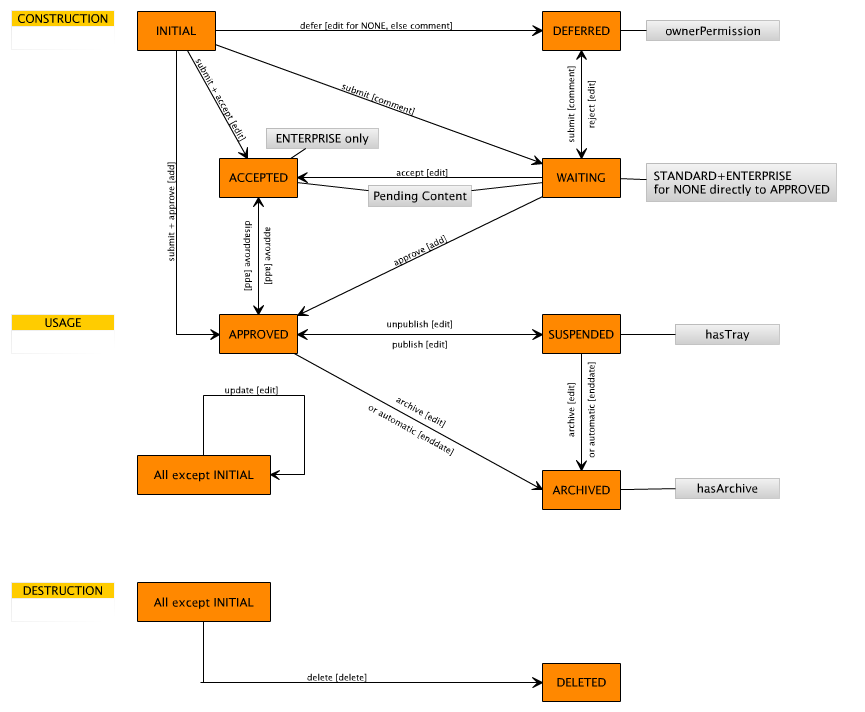 CONSTRUCTION
INITIAL
defer [edit for NONE, else comment]
DEFERRED
ownerPermission
submit + accept [edit]
submit [comment]
submit [comment]
reject [edit]
ENTERPRISE only
submit + approve [add]
ACCEPTED
accept [edit]
WAITING
STANDARD+ENTERPRISE
for NONE directly to APPROVED
Pending Content
disapprove [add]
approve [add]
approve [add]
USAGE
APPROVED
unpublish [edit]
publish [edit]
SUSPENDED
hasTray
update [edit]
archive [edit]
or automatic [enddate]
archive [edit]
or automatic [enddate]
All except INITIAL
ARCHIVED
hasArchive
DESTRUCTION
All except INITIAL
delete [delete]
DELETED